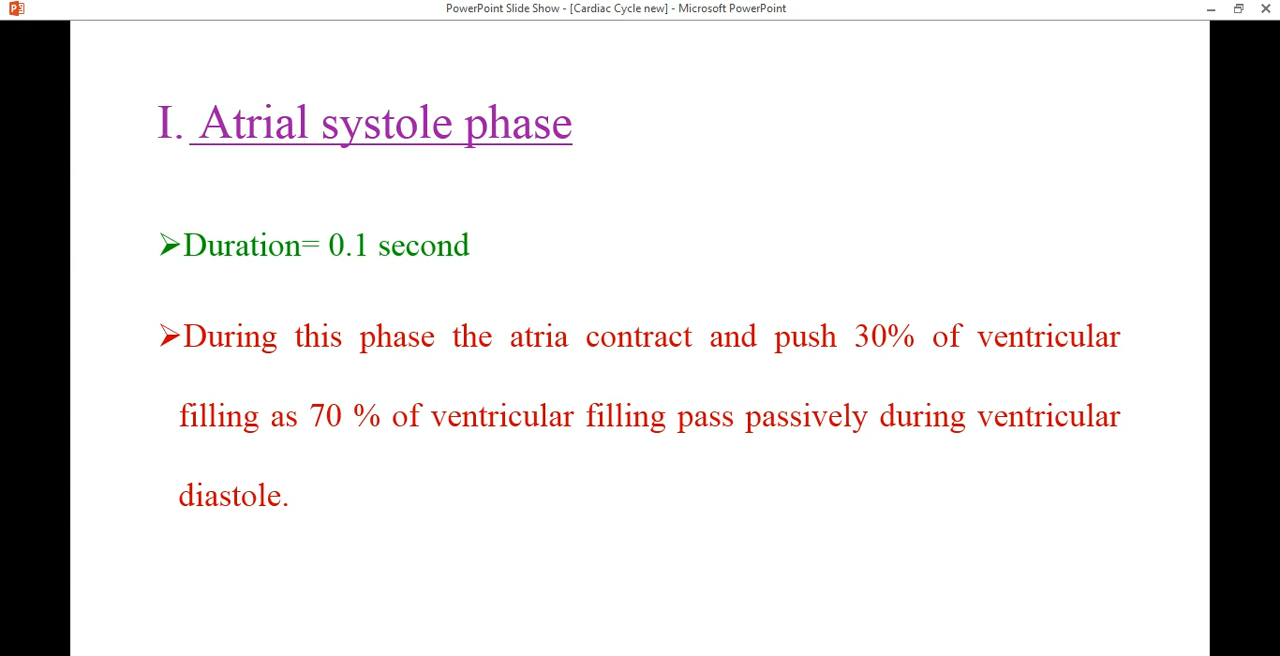 PowerPoint Slide Show - [Cardiac Cycle new] - Microsoft PowerPoint
I. Atrial systole phase
➢Duration= 0.1 second
➢During this phase the atria contract and push 30% of ventricular
filling as 70 % of ventricular filling pass passively during ventricular
diastole.